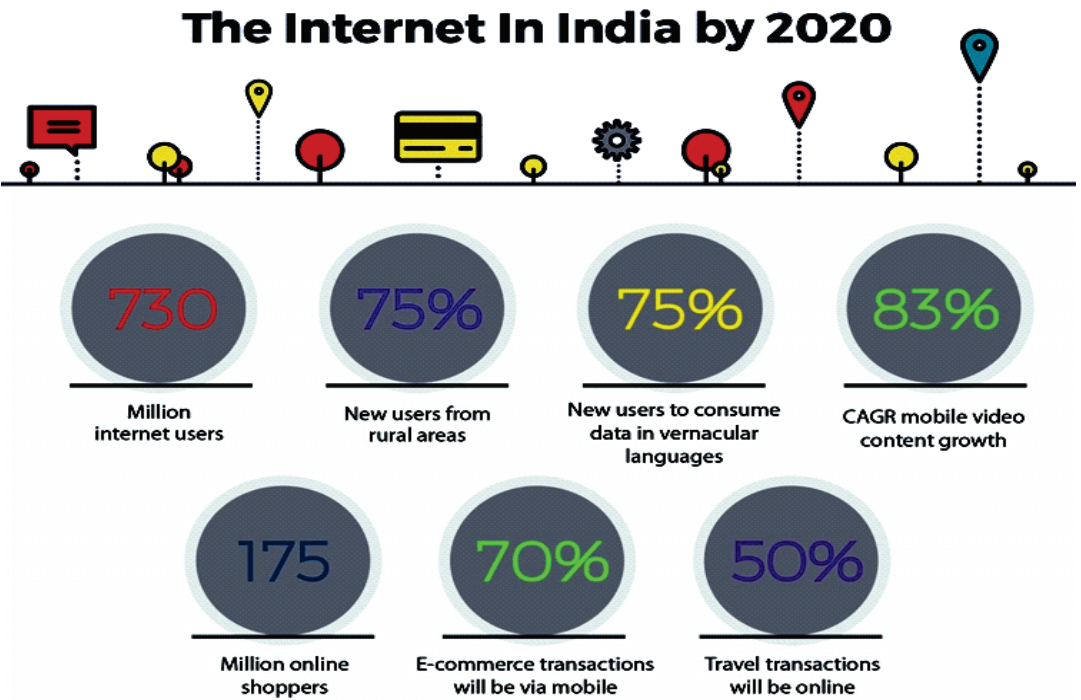 The Internet In India by 2020
730
Million
internet users
75%
New users from
rural areas
75%
New users to consume
data in vernacular
languages
83%
CAGR mobile video
content growth
175
Million online
shoppers
70%
E-commerce transactions
will be via mobile
50%
Travel transactions
will be online